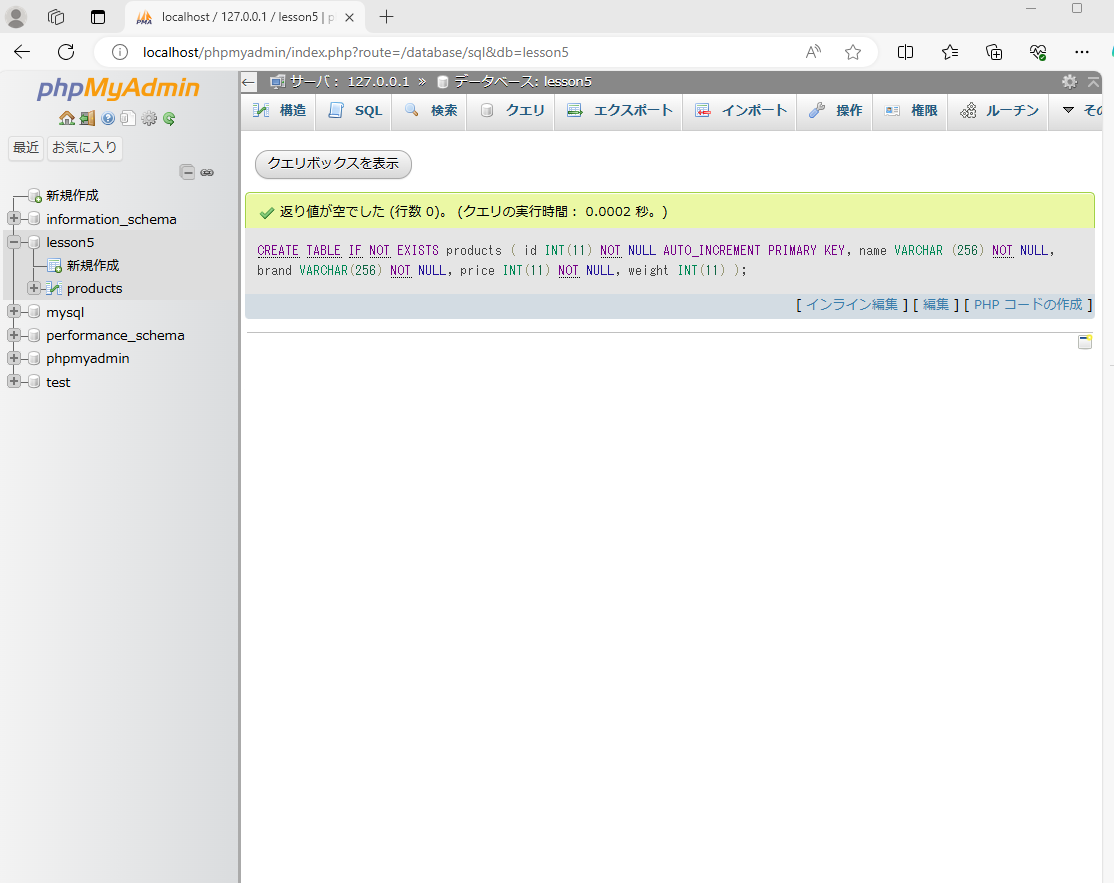 localhost / 127.0.0.1 / lesson5 | p
localhost/phpmyadmin/index.php?route=/database/sql&db=lesson5
phpMyAdmin
最近 お気に入り
新規作成
information_schema
lesson5
新規作成
products
mysql
performance_schema
phpmyadmin
test
サーバ: 127.0.0.1 » データベース: lesson5
構造 SQL 検索 クエリ エクスポート インポート 操作 権限 ルーチン その
クエリボックスを表示
返り値が空でした (行数 0)。 (クエリの実行時間： 0.0002 秒。)
CREATE TABLE IF NOT EXISTS products ( id INT(11) NOT NULL AUTO_INCREMENT PRIMARY KEY, name VARCHAR (256) NOT NULL,
brand VARCHAR(256) NOT NULL, price INT(11) NOT NULL, weight INT(11) );
[ インライン編集 ] [ 編集 ] [ PHP コードの作成 ]